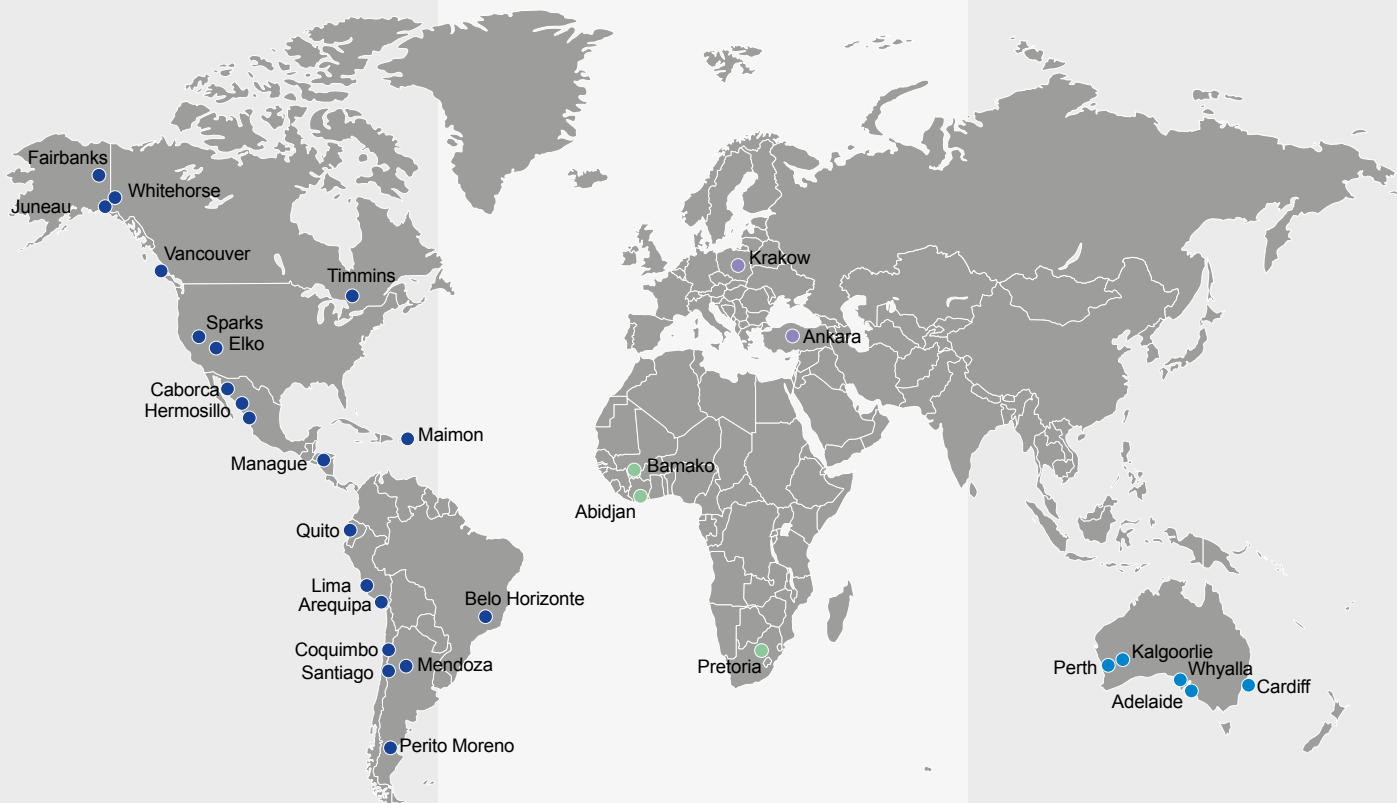 Fairbanks
Whitehorse
Juneau
Vancouver
Timmins
Sparks
Elko
Caborca
Hermosillo
Maimon
Manague
Quito
Lima
Arequipa
Belo Horizonte
Coquimbo
Santiago
Mendoza
Perito Moreno
Krakow
Ankara
Bamako
Abidjan
Pretoria
Perth
Kalgoorlie
Whyalla
Adelaide
Cardiff